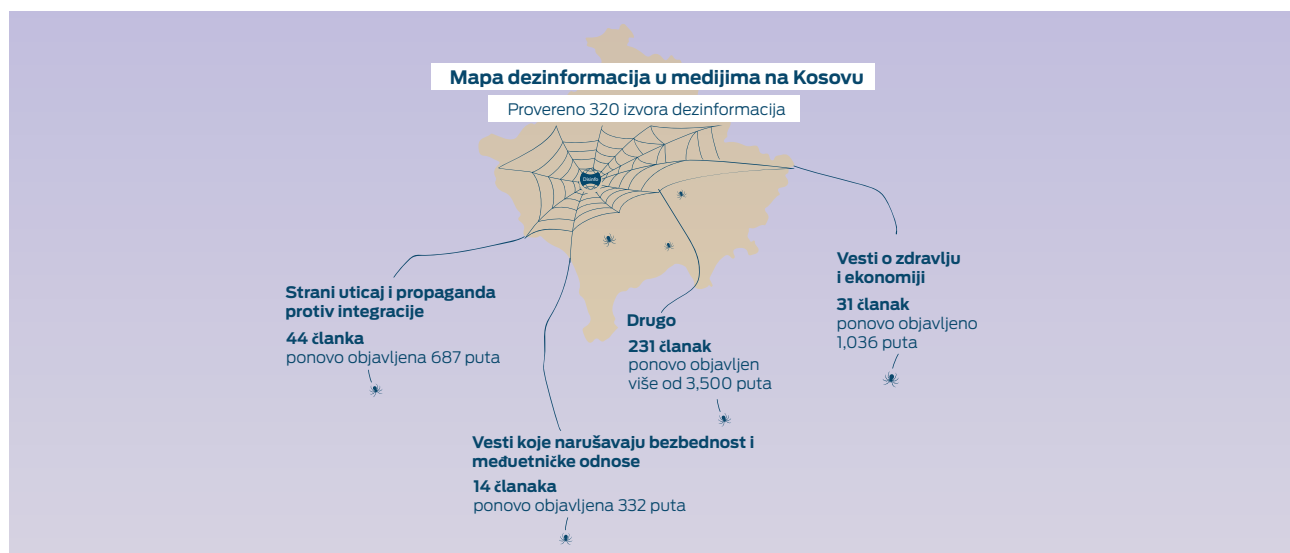 Mapa dezinformacija u medijima na Kosovu
Provereno 320 izvora dezinformacija
Disinfo
Strani uticaj i propaganda
protiv integracije
44 članka
ponovo objavljena 687 puta
Vesti koje narušavaju bezbednost i
međuetničke odnose
14 članaka
ponovo objavljena 332 puta
Drugo
231 članak
ponovo objavljen
više od 3,500 puta
Vesti o zdravlju
i ekonomiji
31 članak
ponovo objavljeno
1,036 puta